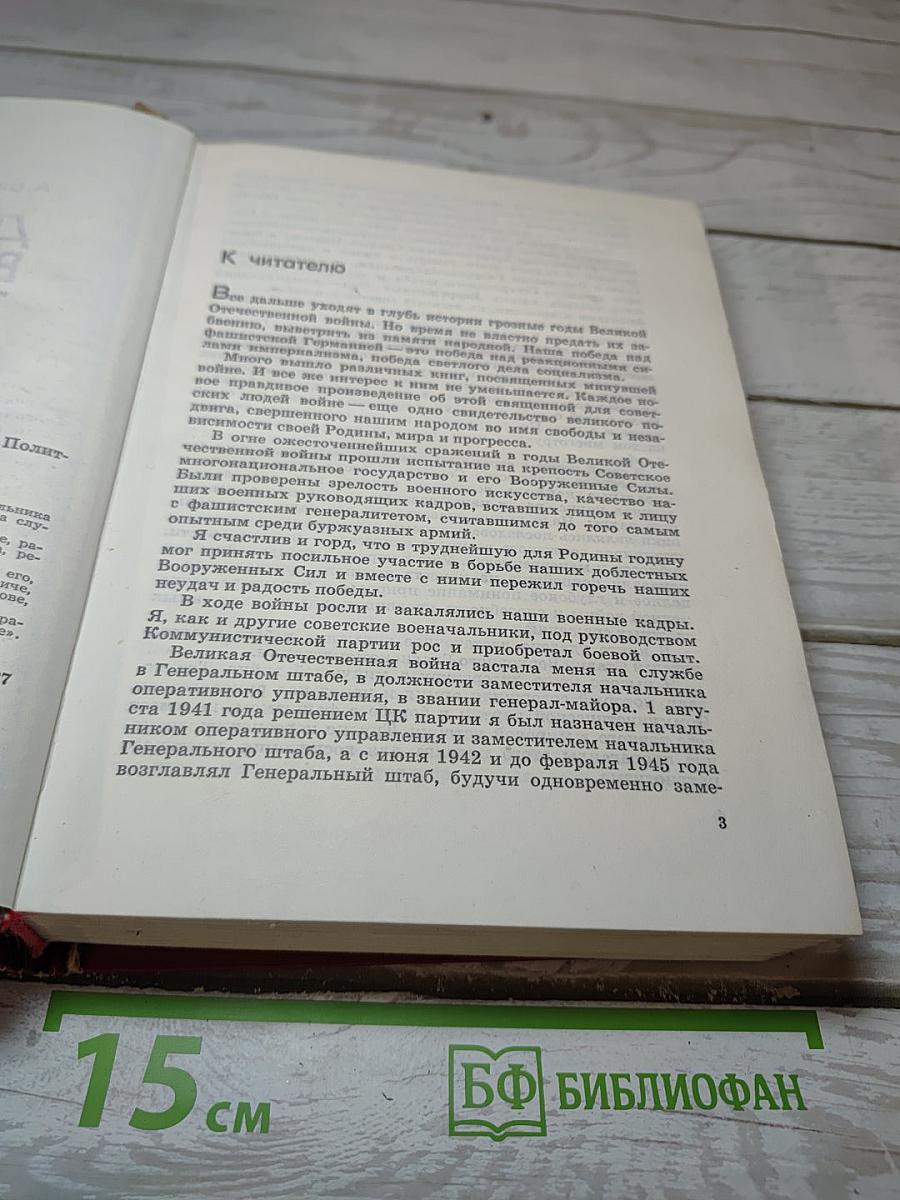 Полит-
льника
а слу-
е, ра-
, ре-
его,
иче,
ове,
ра-
е».
7
К читателю
Все дальше уходят в глубь истории грозные годы Великой
Отечественной войны. Но время не властно предать их за-
бвению, выветрить из памяти народной. Наша победа над
фашистской Германией — это победа над реакционными си-
лами империализма, победа светлого дела социализма.
Много вышло различных книг, посвященных минувшей
войне. И все же интерес к ним не уменьшается. Каждое но-
вое правдивое произведение об этой священной для совет-
ских людей войне — еще одно свидетельство великого по-
двига, свершенного нашим народом во имя свободы и неза-
висимости своей Родины, мира и прогресса.
В огне ожесточеннейших сражений в годы Великой Оте-
чественной войны прошли испытание на крепость Советское
многонациональное государство и его Вооруженные Силы.
Были проверены зрелость военного искусства, качество на-
ших военных руководящих кадров, вставших лицом к лицу
с фашистским генералитетом, считавшимся до того самым
опытным среди буржуазных армий.
Я счастлив и горд, что в труднейшую для Родины годину
мог принять посильное участие в борьбе наших доблестных
Вооруженных Сил и вместе с ними пережил горечь наших
неудач и радость победы.
В ходе войны росли и закалялись наши военные кадры.
Я, как и другие советские военачальники, под руководством
Коммунистической партии рос и приобретал боевой опыт.
Великая Отечественная война застала меня на службе
в Генеральном штабе, в должности заместителя начальника
оперативного управления, в звании генерал-майора. 1 авгу-
ста 1941 года решением ЦК партии я был назначен началь-
ником оперативного управления и заместителем начальника
Генерального штаба, а с июня 1942 и до февраля 1945 года
возглавлял Генеральный штаб, будучи одновременно заме-
3
15 см
БФ БИБЛИОФАН